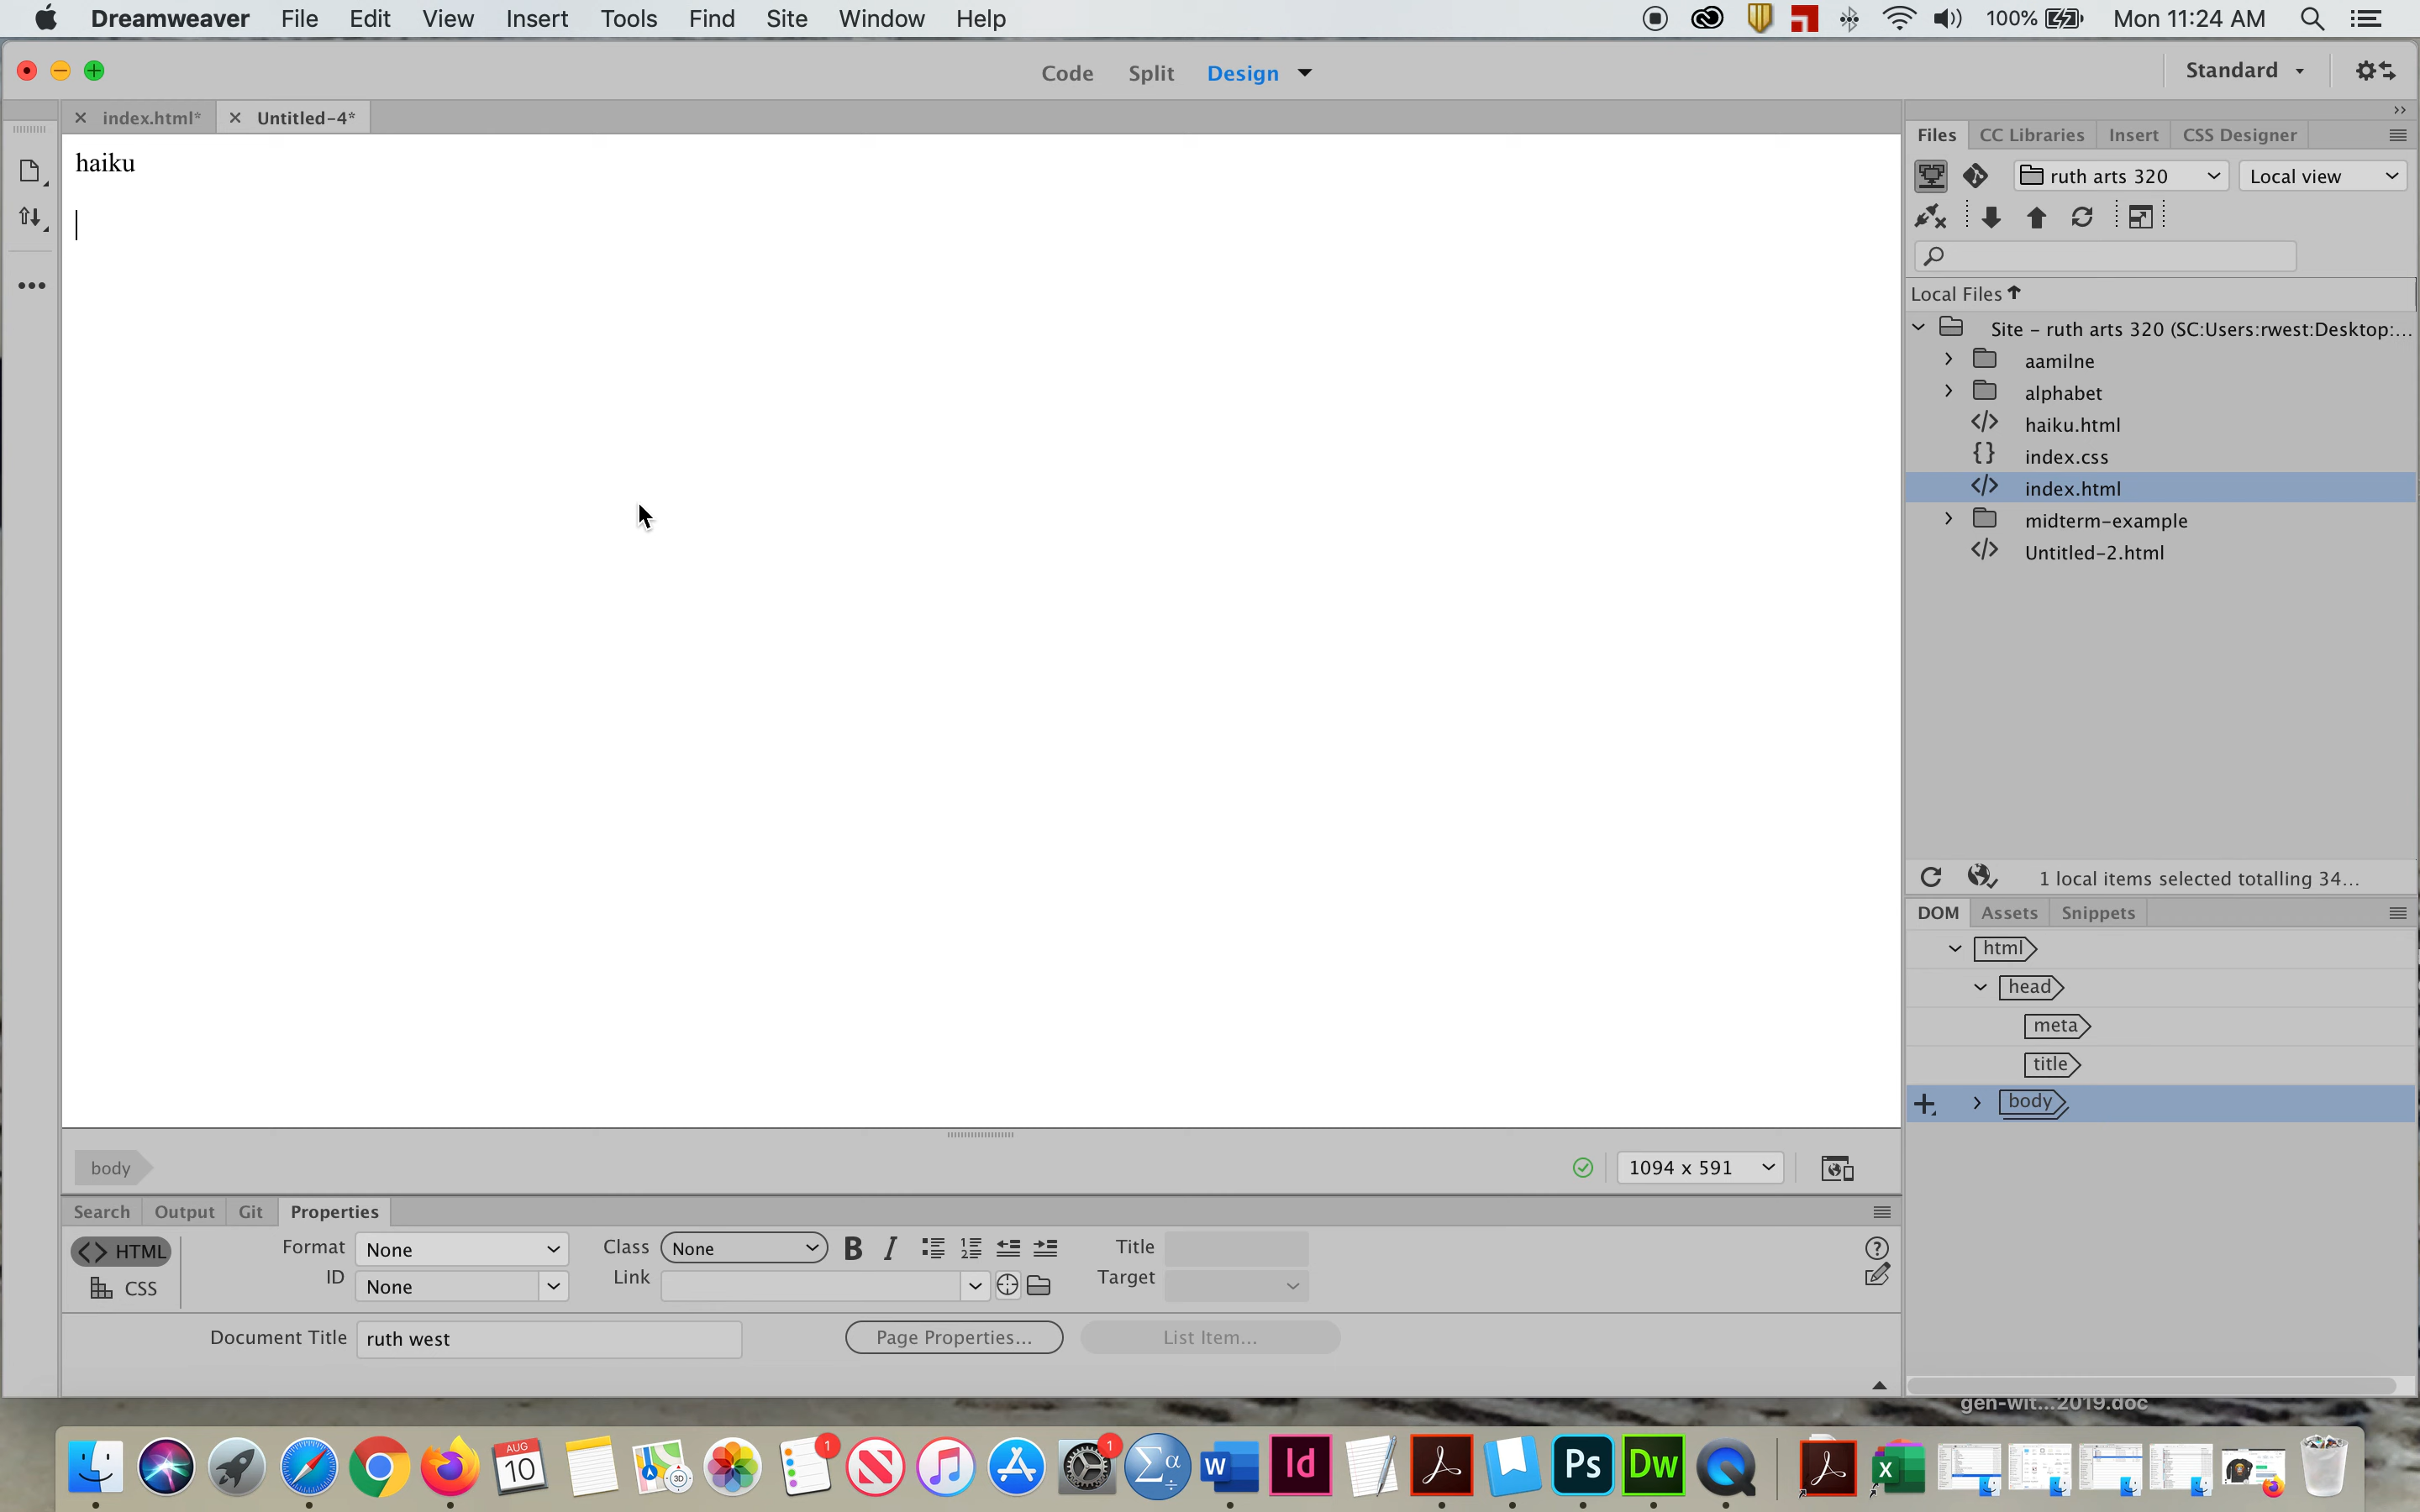 Dreamweaver File Edit View Insert Tools Find Site Window Help 100% Mon 11:24 AM
Code Split Design Standard
index.html* Untitled-4*
haiku
Files CC Libraries Insert CSS Designer
ruth arts 320 Local view
Local Files
Site - ruth arts 320 (SC:Users:rwest:Desktop:...
aamilne
alphabet
haiku.html
index.css
index.html
midterm-example
Untitled-2.html
1 local items selected totalling 34...
DOM Assets Snippets
html
head
meta
title
body
body 1094 x 591
Search Output Git Properties
HTML Format None Class None Title
CSS ID None Link Target
Document Title ruth west Page Properties... List Item...
gen-wit...2019.doc
AUG
10
3D
1
1
Σα
W
Id
Ps
Dw
X